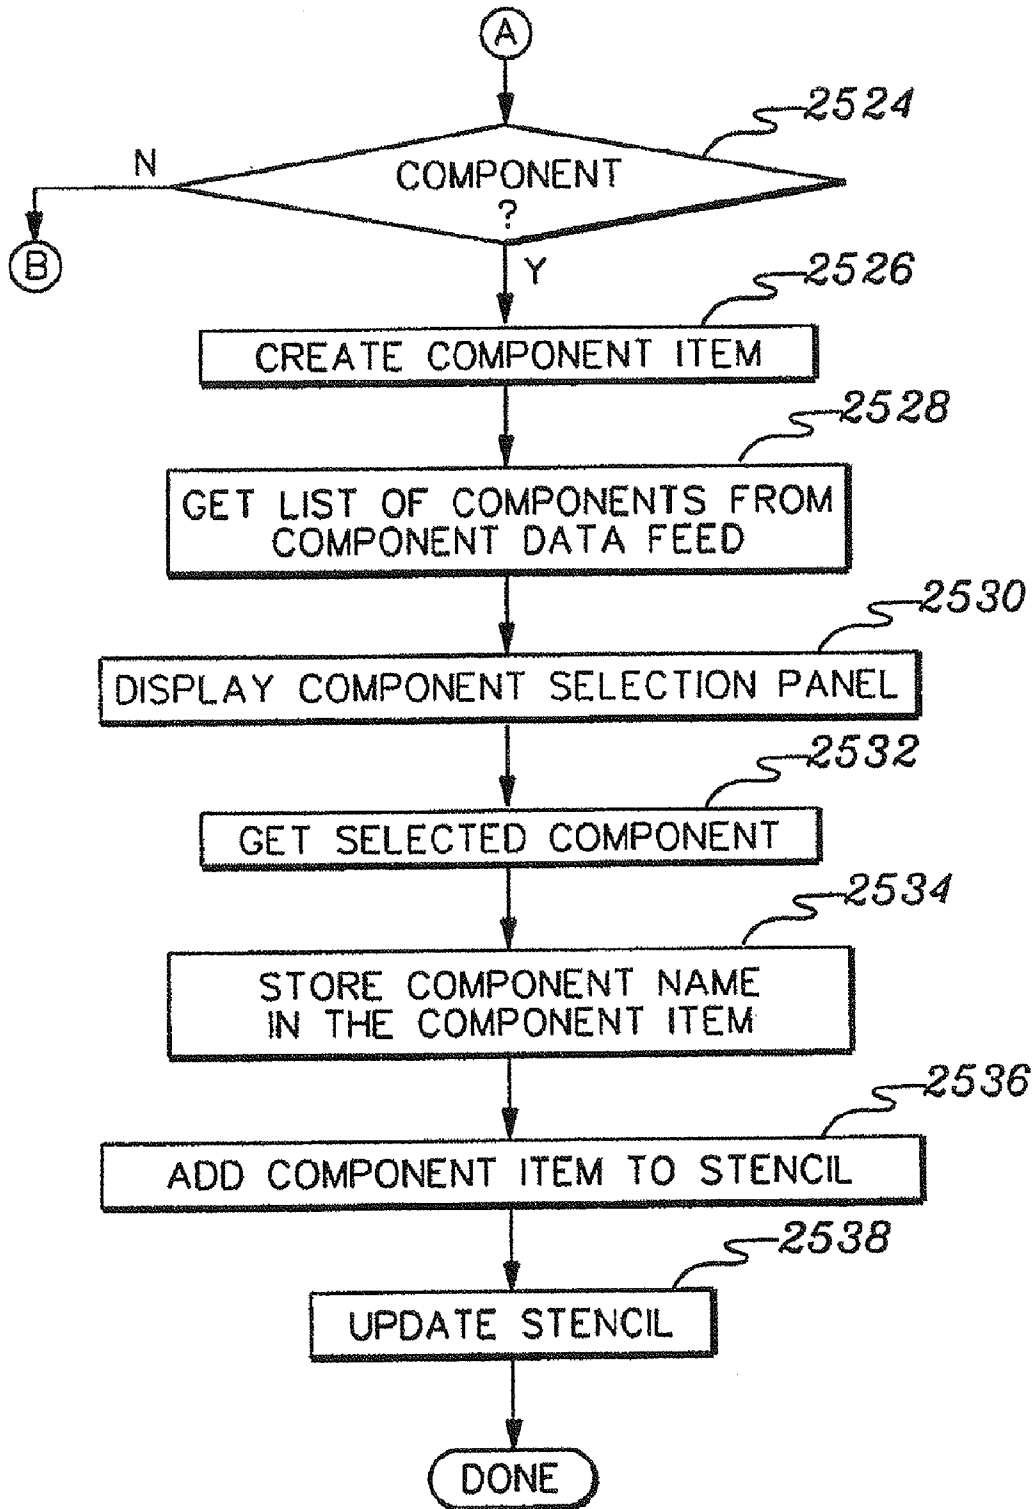 A
2524
N
COMPONENT
?
B
Y
2526
CREATE COMPONENT ITEM
2528
GET LIST OF COMPONENTS FROM
COMPONENT DATA FEED
2530
DISPLAY COMPONENT SELECTION PANEL
2532
GET SELECTED COMPONENT
2534
STORE COMPONENT NAME
IN THE COMPONENT ITEM
2536
ADD COMPONENT ITEM TO STENCIL
2538
UPDATE STENCIL
DONE